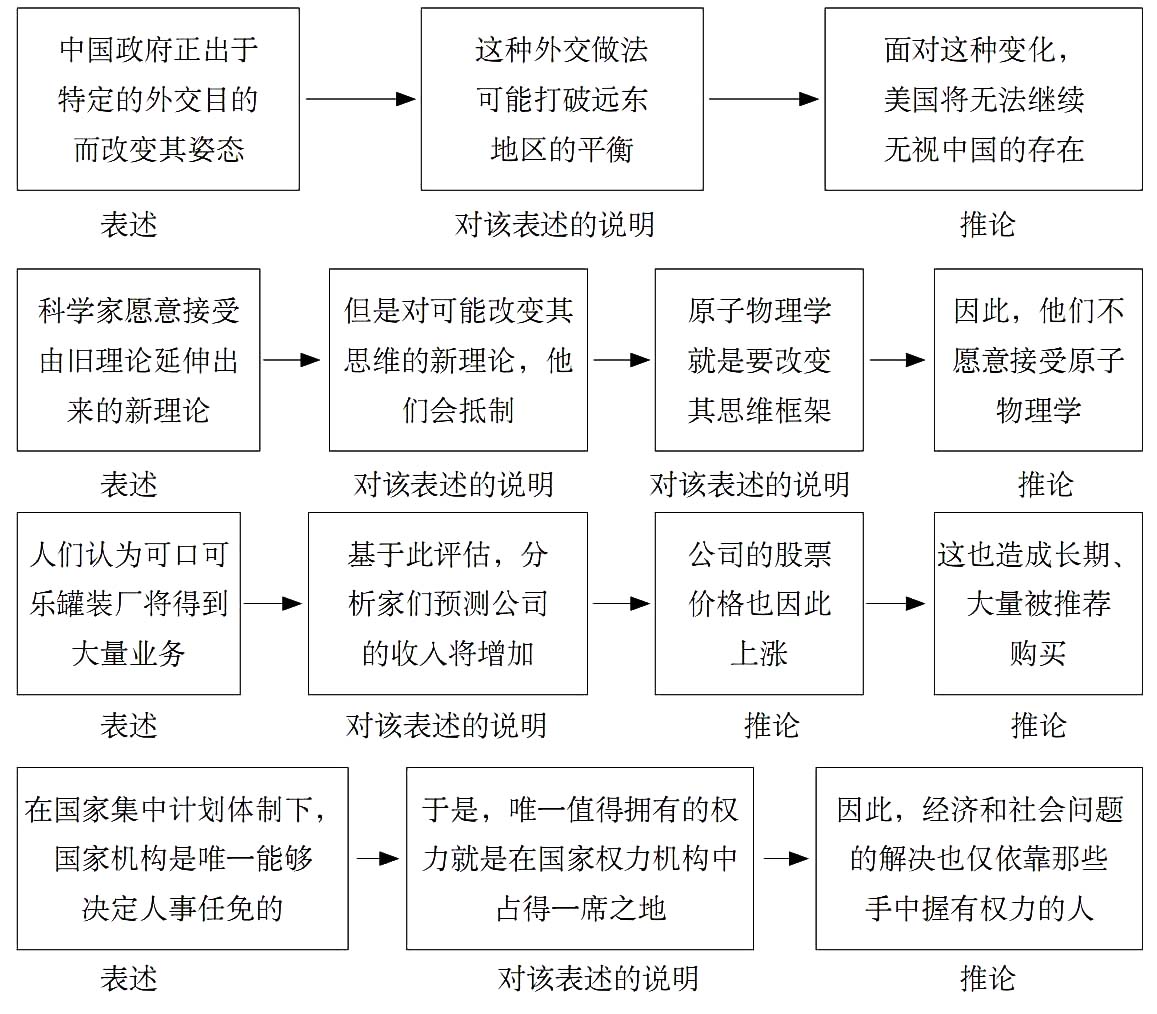 中国政府正出于
特定的外交目的
而改变其姿态
这种外交做法
可能打破远东
地区的平衡
面对这种变化，
美国将无法继续
无视中国的存在
表述
对该表述的说明
推论
科学家愿意接受
由旧理论延伸出
来的新理论
但是对可能改变其
思维的新理论，他
们会抵制
原子物理学
就是要改变
其思维框架
因此，他们不
愿意接受原子
物理学
表述
对该表述的说明
对该表述的说明
推论
人们认为可口可
乐罐装厂将得到
大量业务
基于此评估，分
析家们预测公司
的收入将增加
公司的股票
价格也因此
上涨
这也造成长期、
大量被推荐
购买
表述
对该表述的说明
推论
推论
在国家集中计划体制下，
国家机构是唯一能够
决定人事任免的
于是，唯一值得拥有的权
力就是在国家权力机构中
占得一席之地
因此，经济和社会问题
的解决也仅依靠那些
手中握有权力的人
表述
对该表述的说明
推论